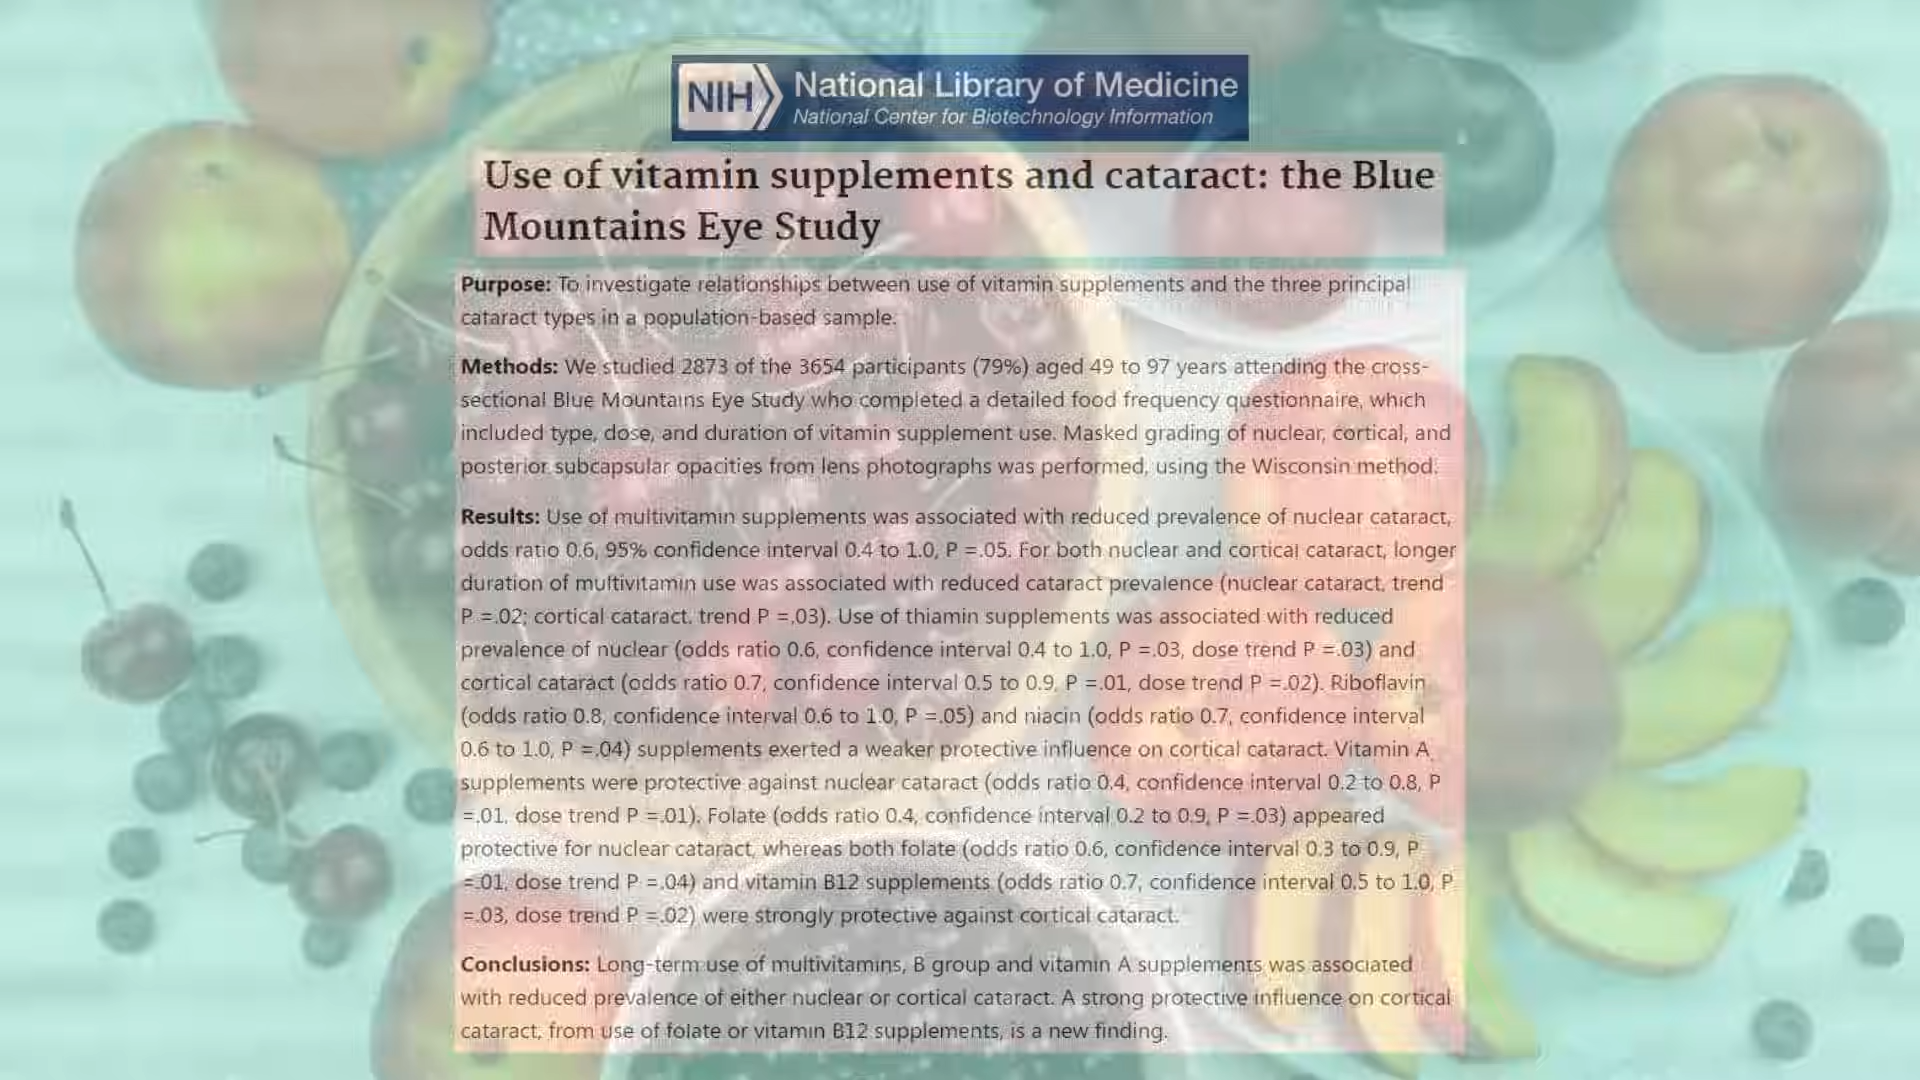 NIH National Library of Medicine
National Center for Biotechnology Information
Use of vitamin supplements and cataract: the Blue
Mountains Eye Study
Purpose: To investigate relationships between use of vitamin supplements and the three principal
cataract types in a population-based sample.
Methods: We studied 2873 of the 3654 participants (79%) aged 49 to 97 years attending the cross-
sectional Blue Mountains Eye Study who completed a detailed food frequency questionnaire, which
included type, dose, and duration of vitamin supplement use. Masked grading of nuclear, cortical, and
posterior subcapsular opacities from lens photographs was performed, using the Wisconsin method.
Results: Use of multivitamin supplements was associated with reduced prevalence of nuclear cataract,
odds ratio 0.6, 95% confidence interval 0.4 to 1.0, P =.05. For both nuclear and cortical cataract, longer
duration of multivitamin use was associated with reduced cataract prevalence (nuclear cataract, trend
P =.02; cortical cataract, trend P =.03). Use of thiamin supplements was associated with reduced
prevalence of nuclear (odds ratio 0.6, confidence interval 0.4 to 1.0, P =.03, dose trend P =.03) and
cortical cataract (odds ratio 0.7, confidence interval 0.5 to 0.9, P =.01, dose trend P =.02). Riboflavin
(odds ratio 0.8, confidence interval 0.6 to 1.0, P =.05) and niacin (odds ratio 0.7, confidence interval
0.6 to 1.0, P =.04) supplements exerted a weaker protective influence on cortical cataract. Vitamin A
supplements were protective against nuclear cataract (odds ratio 0.4, confidence interval 0.2 to 0.8, P
=.01, dose trend P =.01). Folate (odds ratio 0.4, confidence interval 0.2 to 0.9, P =.03) appeared
protective for nuclear cataract, whereas both folate (odds ratio 0.6, confidence interval 0.3 to 0.9, P
=.01, dose trend P =.04) and vitamin B12 supplements (odds ratio 0.7, confidence interval 0.5 to 1.0, P
=.03, dose trend P =.02) were strongly protective against cortical cataract.
Conclusions: Long-term use of multivitamins, B group and vitamin A supplements was associated
with reduced prevalence of either nuclear or cortical cataract. A strong protective influence on cortical
cataract, from use of folate or vitamin B12 supplements, is a new finding.